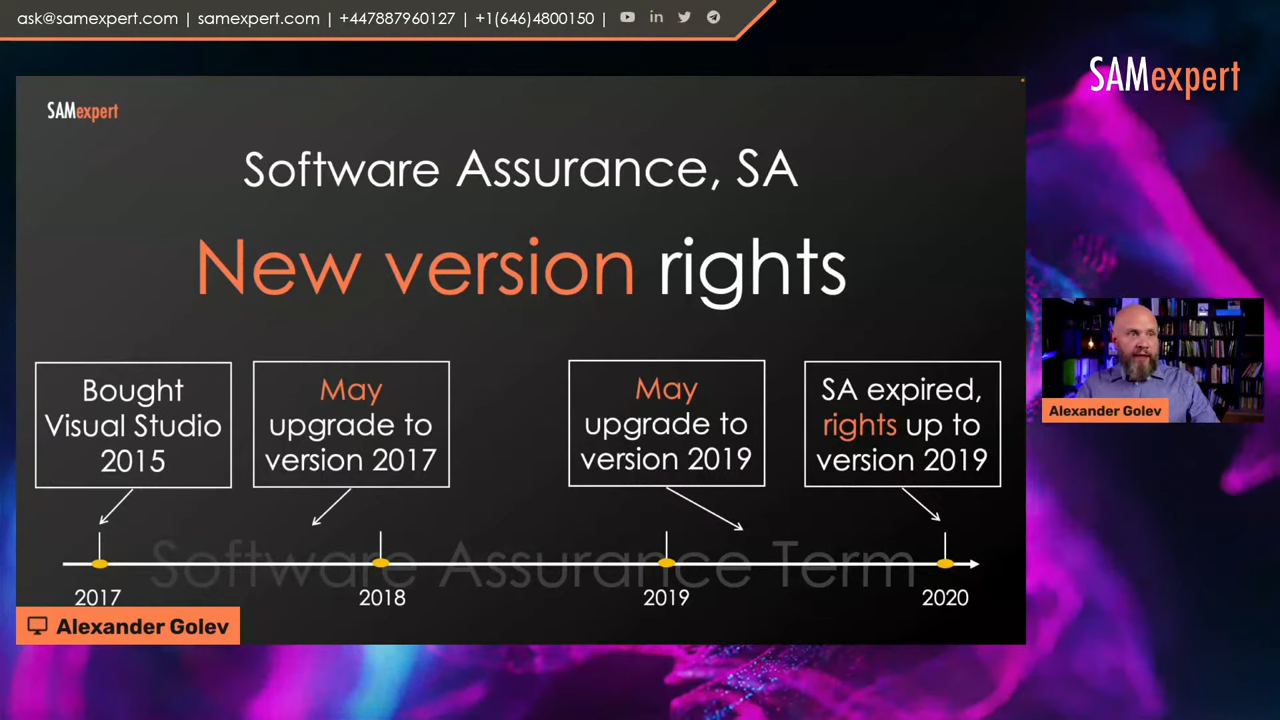 ask@samexpert.com | samexpert.com | +447887960127 | +1(646)4800150 |
SAMexpert
SAMexpert
Software Assurance, SA
New version rights
Bought
Visual Studio
2015
May
upgrade to
version 2017
May
upgrade to
version 2019
SA expired,
rights up to
version 2019
Software Assurance Term
2017
2018
2019
2020
Alexander Golev
Alexander Golev